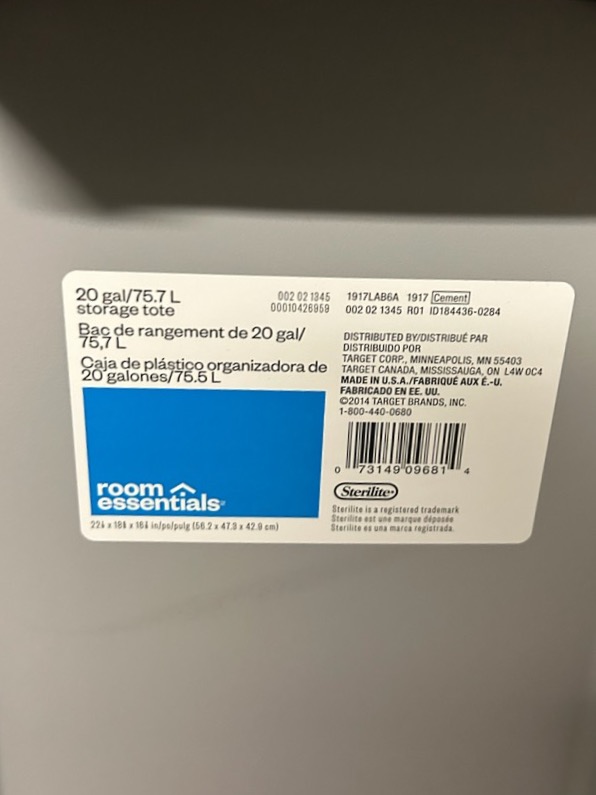 20 gal/75.7 L
storage tote
002 02 1345
00010426959
Bac de rangement de 20 gal/
75,7 L
Caja de plástico organizadora de
20 galones/75.5 L
room
essentials®
1917LAB6A 1917 Cement
002 02 1345 R01 ID184436-0284
DISTRIBUTED BY/DISTRIBUÉ PAR
DISTRIBUIDO POR
TARGET CORP., MINNEAPOLIS, MN 55403
TARGET CANADA, MISSISSAUGA, ON L4W 0C4
MADE IN U.S.A./FABRIQUÉ AUX É.-U.
FABRICADO EN EE. UU.
©2014 TARGET BRANDS, INC.
1-800-440-0680
0 73149 09681 4
Sterilite®
Sterilite is a registered trademark
Sterilite est une marque déposée
Sterilite es una marca registrada.
in/po/pulg (56.2 x 47.3 x 42.9 cm)